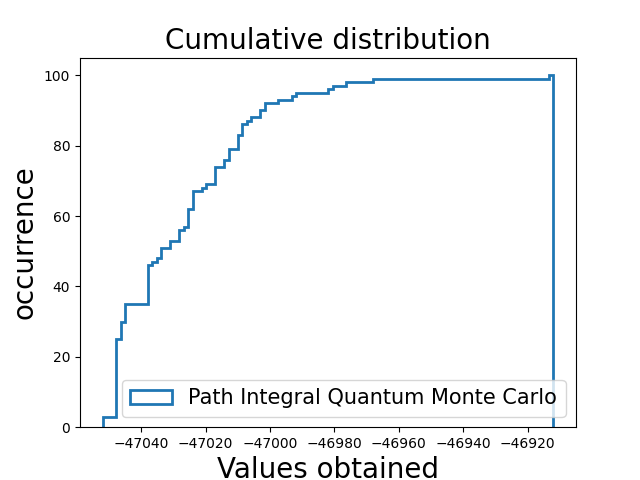 Cumulative distribution
occurrence
100
80
60
40
20
0
Path Integral Quantum Monte Carlo
−47040 −47020 −47000 −46980 −46960 −46940 −46920
Values obtained